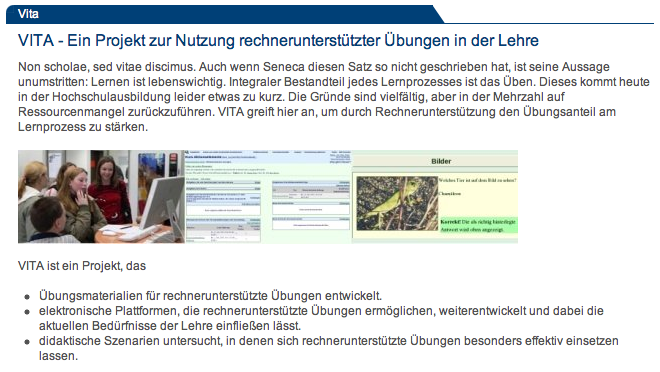 Vita
VITA - Ein Projekt zur Nutzung rechnerunterstützter Übungen in der Lehre
Non scholae, sed vitae discimus. Auch wenn Seneca diesen Satz so nicht geschrieben hat, ist seine Aussage
unumstritten: Lernen ist lebenswichtig. Integraler Bestandteil jedes Lernprozesses ist das Üben. Dieses kommt heute
in der Hochschulausbildung leider etwas zu kurz. Die Gründe sind vielfältig, aber in der Mehrzahl auf
Ressourcenmangel zurückzuführen. VITA greift hier an, um durch Rechnerunterstützung den Übungsanteil am
Lernprozess zu stärken.
Bilder
Welches Tier ist auf dem Bild zu sehen?
Chamäleon
Korrekt! Die als richtig hinterlegte
Antwort wird oben angezeigt.
VITA ist ein Projekt, das
Übungsmaterialien für rechnerunterstützte Übungen entwickelt.
elektronische Plattformen, die rechnerunterstützte Übungen ermöglichen, weiterentwickelt und dabei die
aktuellen Bedürfnisse der Lehre einfließen lässt.
didaktische Szenarien untersucht, in denen sich rechnerunterstützte Übungen besonders effektiv einsetzen
lassen.